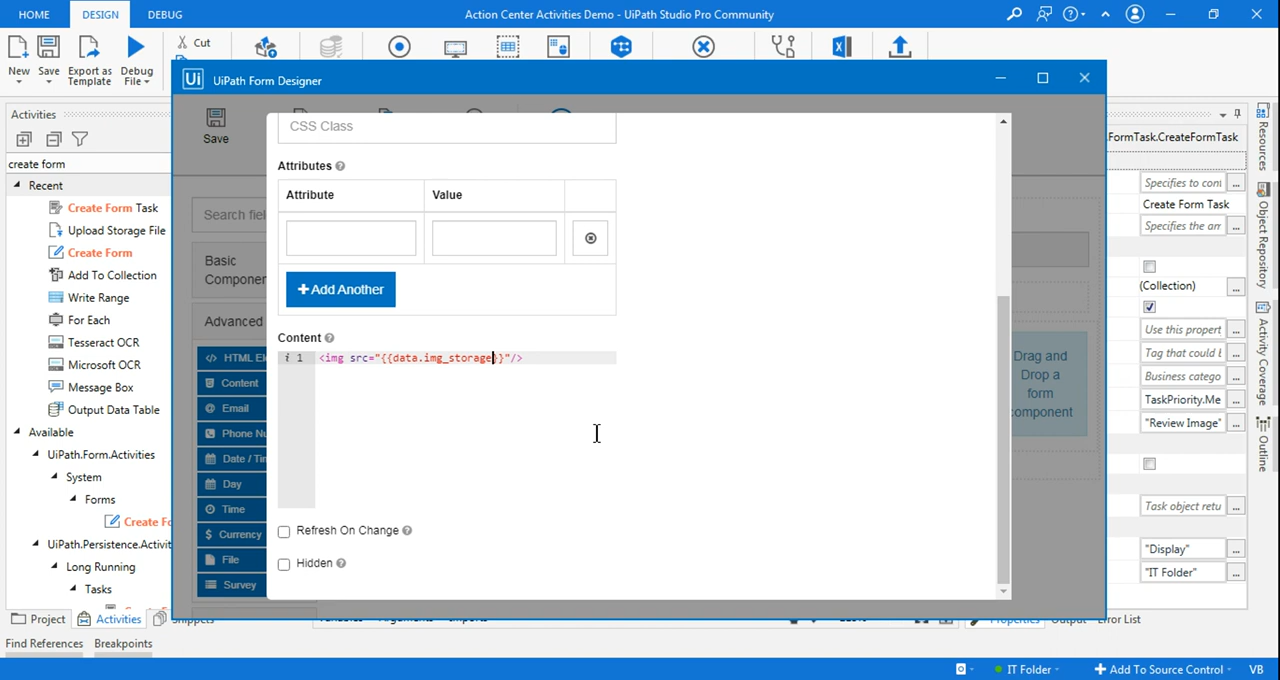 HOME DESIGN DEBUG Action Center Activities Demo - UiPath Studio Pro Community
New Save Export as Template Debug File Cut
Ui UiPath Form Designer
Activities
create form
Recent
Create Form Task
Upload Storage File
Create Form
Add To Collection
Write Range
For Each
Tesseract OCR
Microsoft OCR
Message Box
Output Data Table
Available
UiPath.Form.Activities
System
Forms
Create Fo
UiPath.Persistence.Activit
Long Running
Tasks
Project Activities Snippets
Find References Breakpoints
Save
Search fiel
Basic
Componen
Advanced
HTML El
Content
Email
Phone Nu
Date / Tin
Day
Time
Currency
File
Survey
CSS Class
Attributes
Attribute Value
+ Add Another
Content
i 1 <img src="{{data.img_storage}}"/>
Refresh On Change
Hidden
Drag and
Drop a
form
component
FormTask.CreateFormTask
Specifies to cont ...
Create Form Task
Specifies the am ...
(Collection) ...
Use this propert ...
Tag that could b ...
Business catego ...
TaskPriority.Me ...
"Review Image" ...
Task object retu ...
"Display" ...
"IT Folder" ...
Properties Output Error List
Resources
Object Repository
Activity Coverage
Outline
IT Folder + Add To Source Control VB